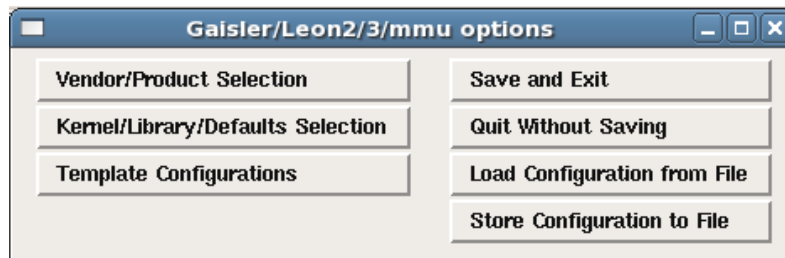 Gaisler/Leon2/3/mmu options
Vendor/Product Selection
Kernel/Library/Defaults Selection
Template Configurations
Save and Exit
Quit Without Saving
Load Configuration from File
Store Configuration to File